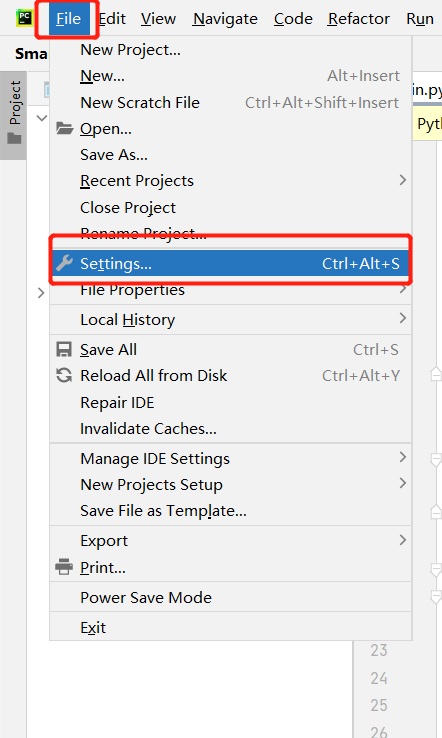 PC
File Edit View Navigate Code Refactor Run
Sma
Project
in.py
Pyth
New Project...
New... Alt+Insert
New Scratch File Ctrl+Alt+Shift+Insert
Open...
Save As...
Recent Projects
Close Project
Rename Project...
Settings... Ctrl+Alt+S
File Properties
Local History
Save All Ctrl+S
Reload All from Disk Ctrl+Alt+Y
Repair IDE
Invalidate Caches...
Manage IDE Settings
New Projects Setup
Save File as Template...
Export
Print...
Power Save Mode
Exit
23
24
25
26